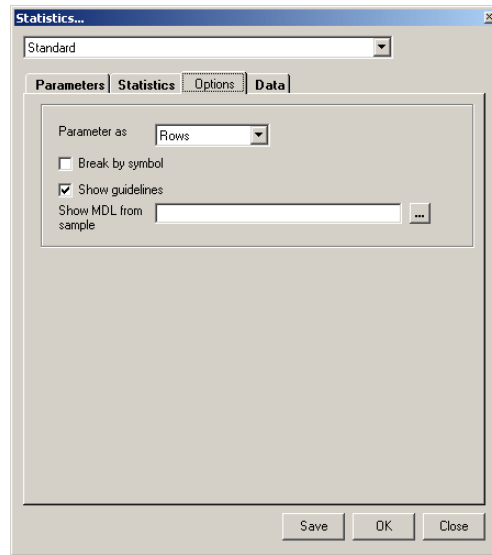 Statistics...
Standard
Parameters Statistics Options Data
Parameter as Rows
Break by symbol
Show guidelines
Show MDL from
sample
...
Save OK Close